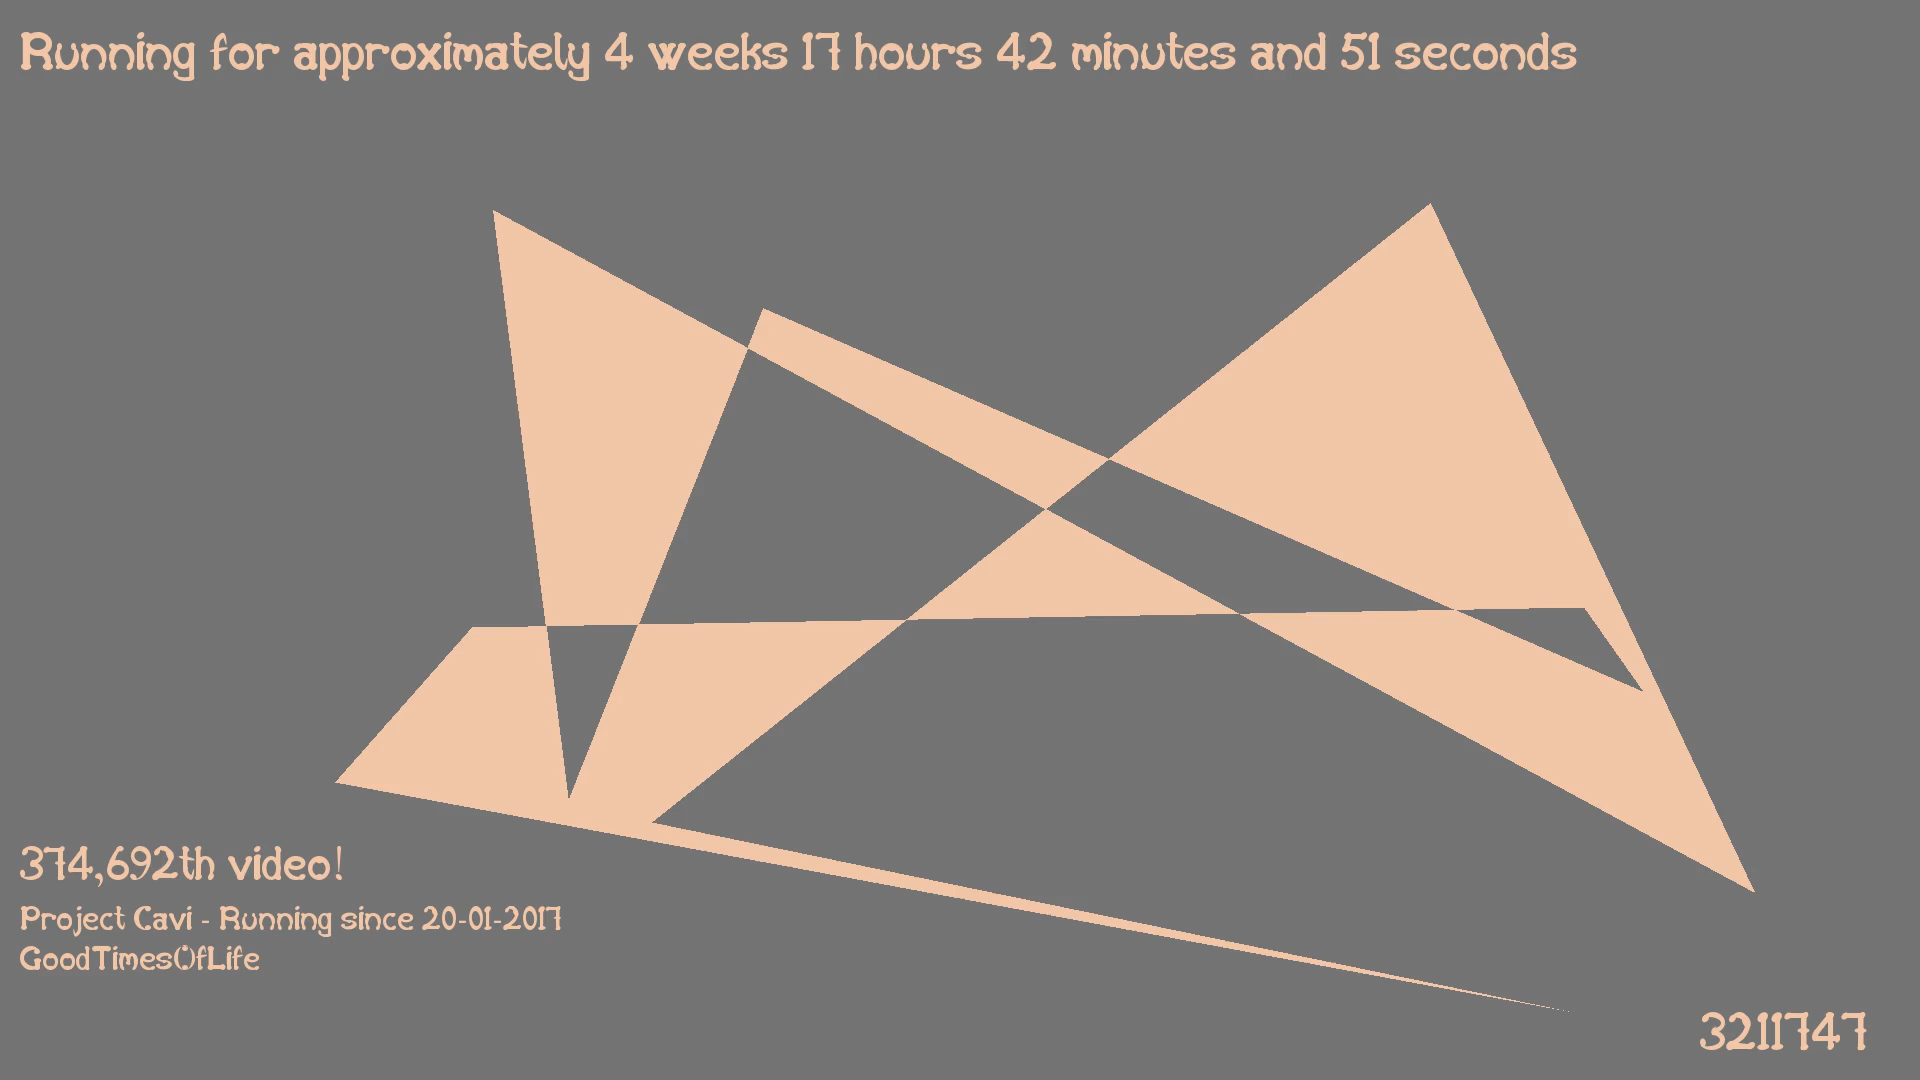 Running for approximately 4 weeks 17 hours 42 minutes and 51 seconds
374,692th video!
Project Cavi - Running since 20-01-2017
GoodTimesOfLife
3211747